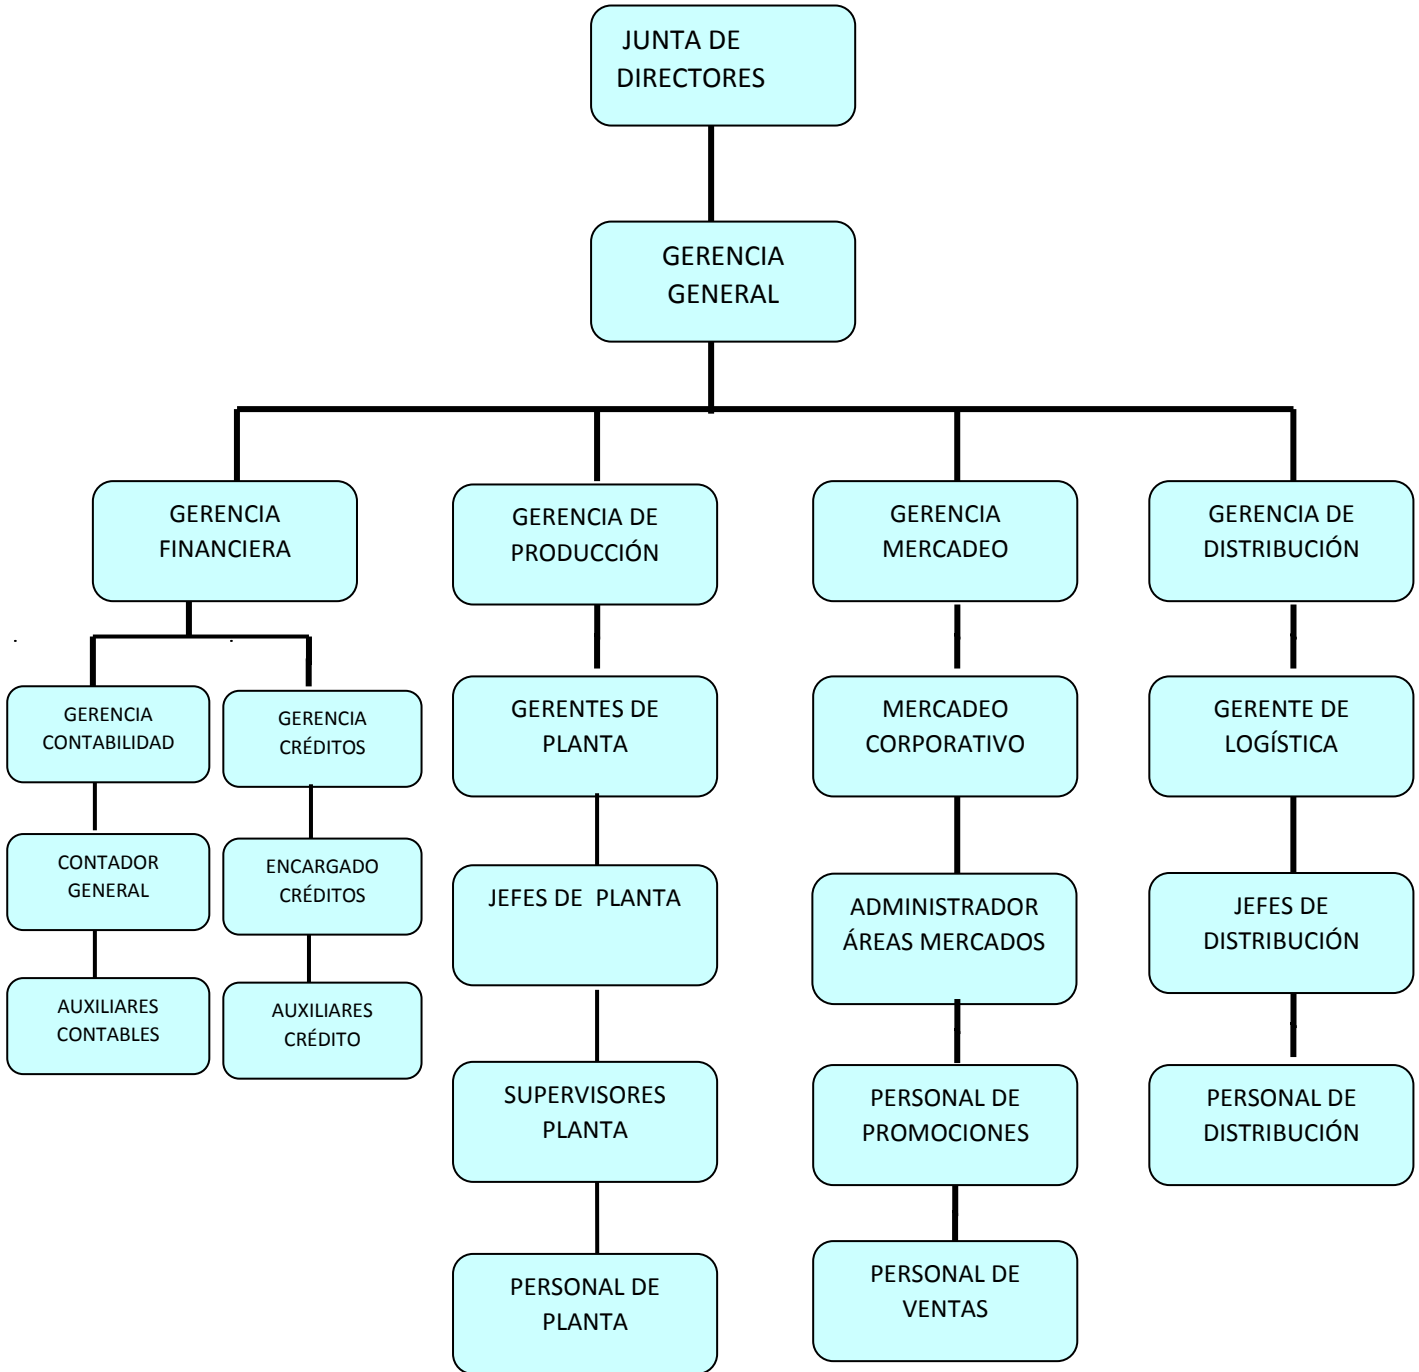 JUNTA DE
DIRECTORES
GERENCIA
GENERAL
GERENCIA
FINANCIERA
GERENCIA DE
PRODUCCIÓN
GERENCIA
MERCADEO
GERENCIA DE
DISTRIBUCIÓN
GERENCIA
CONTABILIDAD
GERENCIA
CRÉDITOS
GERENTES DE
PLANTA
MERCADEO
CORPORATIVO
GERENTE DE
LOGÍSTICA
CONTADOR
GENERAL
ENCARGADO
CRÉDITOS
JEFES DE  PLANTA
ADMINISTRADOR
ÁREAS MERCADOS
JEFES DE
DISTRIBUCIÓN
AUXILIARES
CONTABLES
AUXILIARES
CRÉDITO
SUPERVISORES
PLANTA
PERSONAL DE
PROMOCIONES
PERSONAL DE
DISTRIBUCIÓN
PERSONAL DE
PLANTA
PERSONAL DE
VENTAS